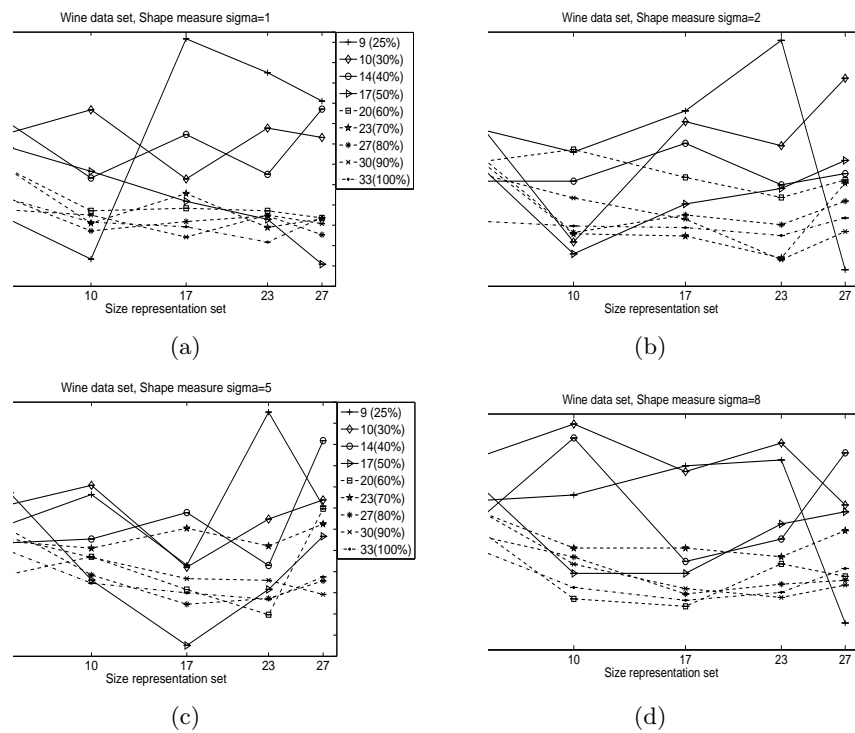 Wine data set, Shape measure sigma=1
9 (25%)
10(30%)
14(40%)
17(50%)
20(60%)
23(70%)
27(80%)
30(90%)
33(100%)
10 17 23 27
Size representation set
(a)
Wine data set, Shape measure sigma=2
10 17 23 27
Size representation set
(b)
Wine data set, Shape measure sigma=5
9 (25%)
10(30%)
14(40%)
17(50%)
20(60%)
23(70%)
27(80%)
30(90%)
33(100%)
10 17 23 27
Size representation set
(c)
Wine data set, Shape measure sigma=8
10 17 23 27
Size representation set
(d)